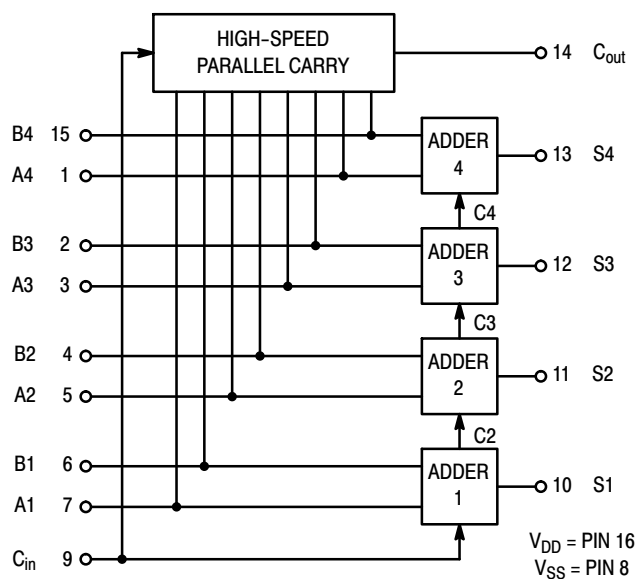 HIGH-SPEED
PARALLEL CARRY
14 Cout
B4 15
ADDER
4
13 S4
A4 1
C4
B3 2
ADDER
3
12 S3
A3 3
C3
B2 4
ADDER
2
11 S2
A2 5
C2
B1 6
ADDER
1
10 S1
A1 7
Cin 9
VDD = PIN 16
VSS = PIN 8